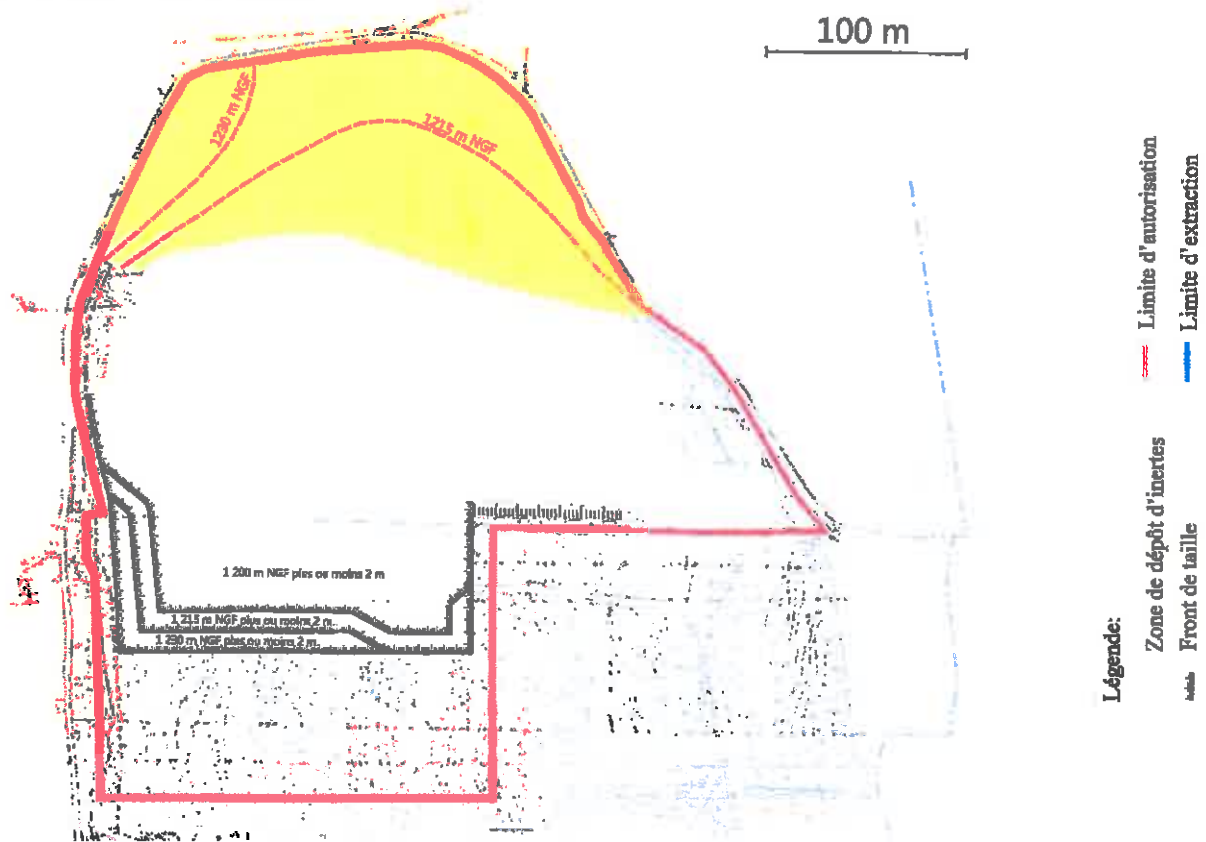 100 m
1230 m NGF
1215 m NGF
1 200 m NGF plus ou moins 2 m
1 215 m NGF plus ou moins 2 m
1 230 m NGF plus ou moins 2 m
Légende:
Zone de dépôt d'inertes
Front de taille
Limite d'autorisation
Limite d'extraction